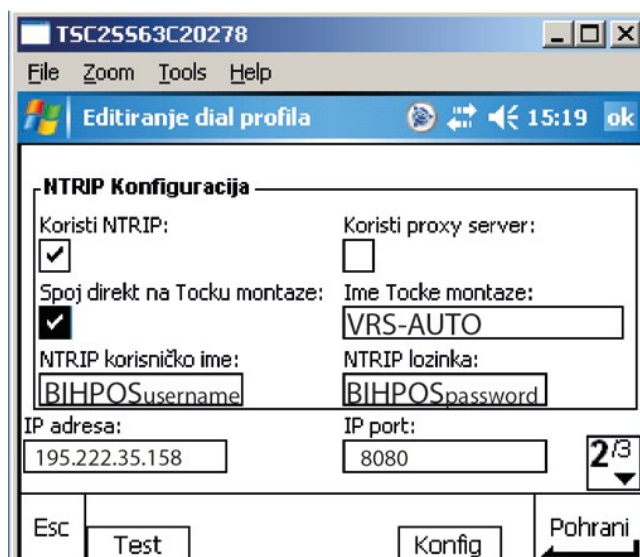 TSC25S63C20278
File Zoom Tools Help
Editiranje dial profila 15:19 ok
NTRIP Konfiguracija
Koristi NTRIP: Koristi proxy server:
Spoj direkt na Tocku montaze: Ime Tocke montaze:
VRS-AUTO
NTRIP korisničko ime: NTRIP lozinka:
BIHPOSusername BIHPOSpassword
IP adresa: IP port:
195.222.35.158 8080
2/3
Esc Test Konfig Pohrani